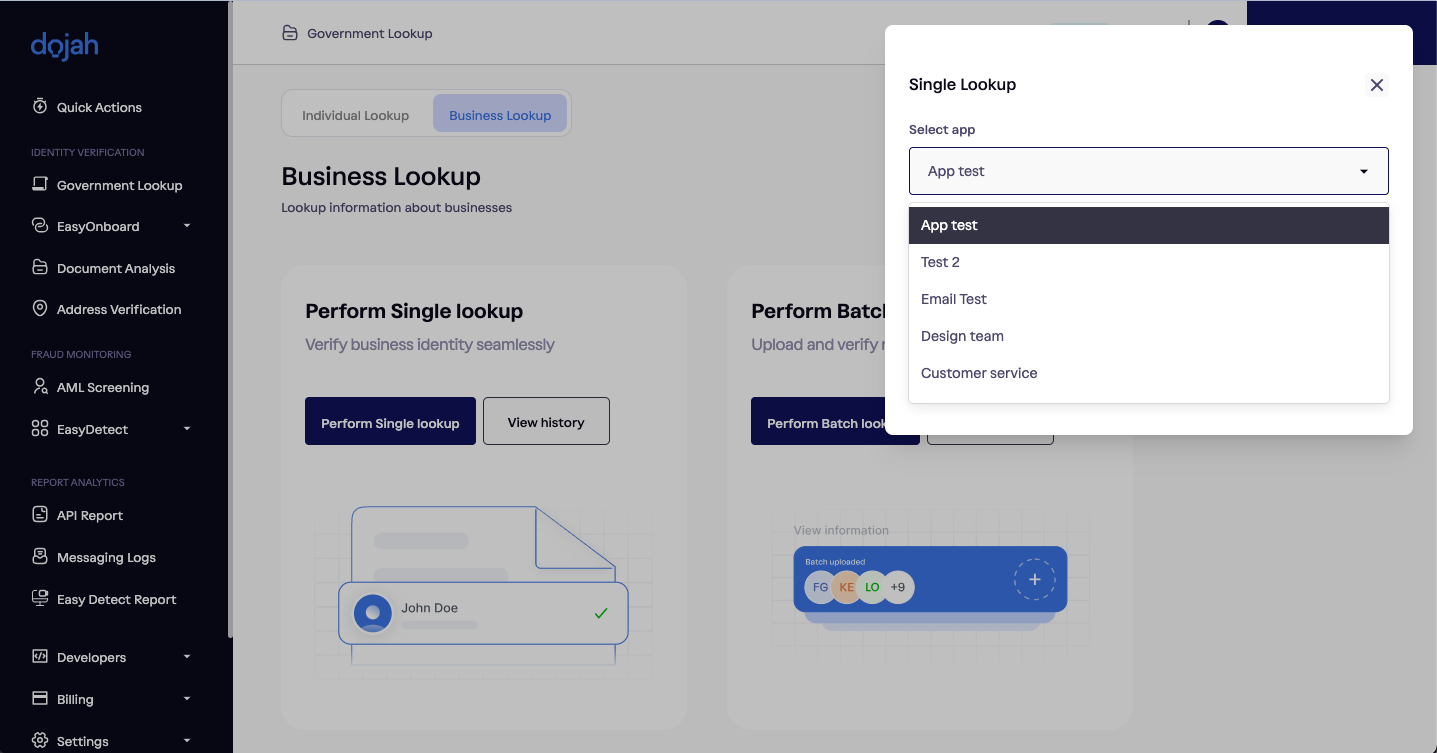 dojah
Quick Actions
IDENTITY VERIFICATION
Government Lookup
EasyOnboard
Document Analysis
Address Verification
FRAUD MONITORING
AML Screening
EasyDetect
REPORT ANALYTICS
API Report
Messaging Logs
Easy Detect Report
Developers
Billing
Settings
Government Lookup
Individual Lookup
Business Lookup
Business Lookup
Lookup information about businesses
Perform Single lookup
Verify business identity seamlessly
Perform Single lookup
View history
John Doe
Perform Batch
Upload and verify
Perform Batch look
View information
Batch uploaded
FG
KE
LO
+9
Single Lookup
Select app
App test
App test
Test 2
Email Test
Design team
Customer service